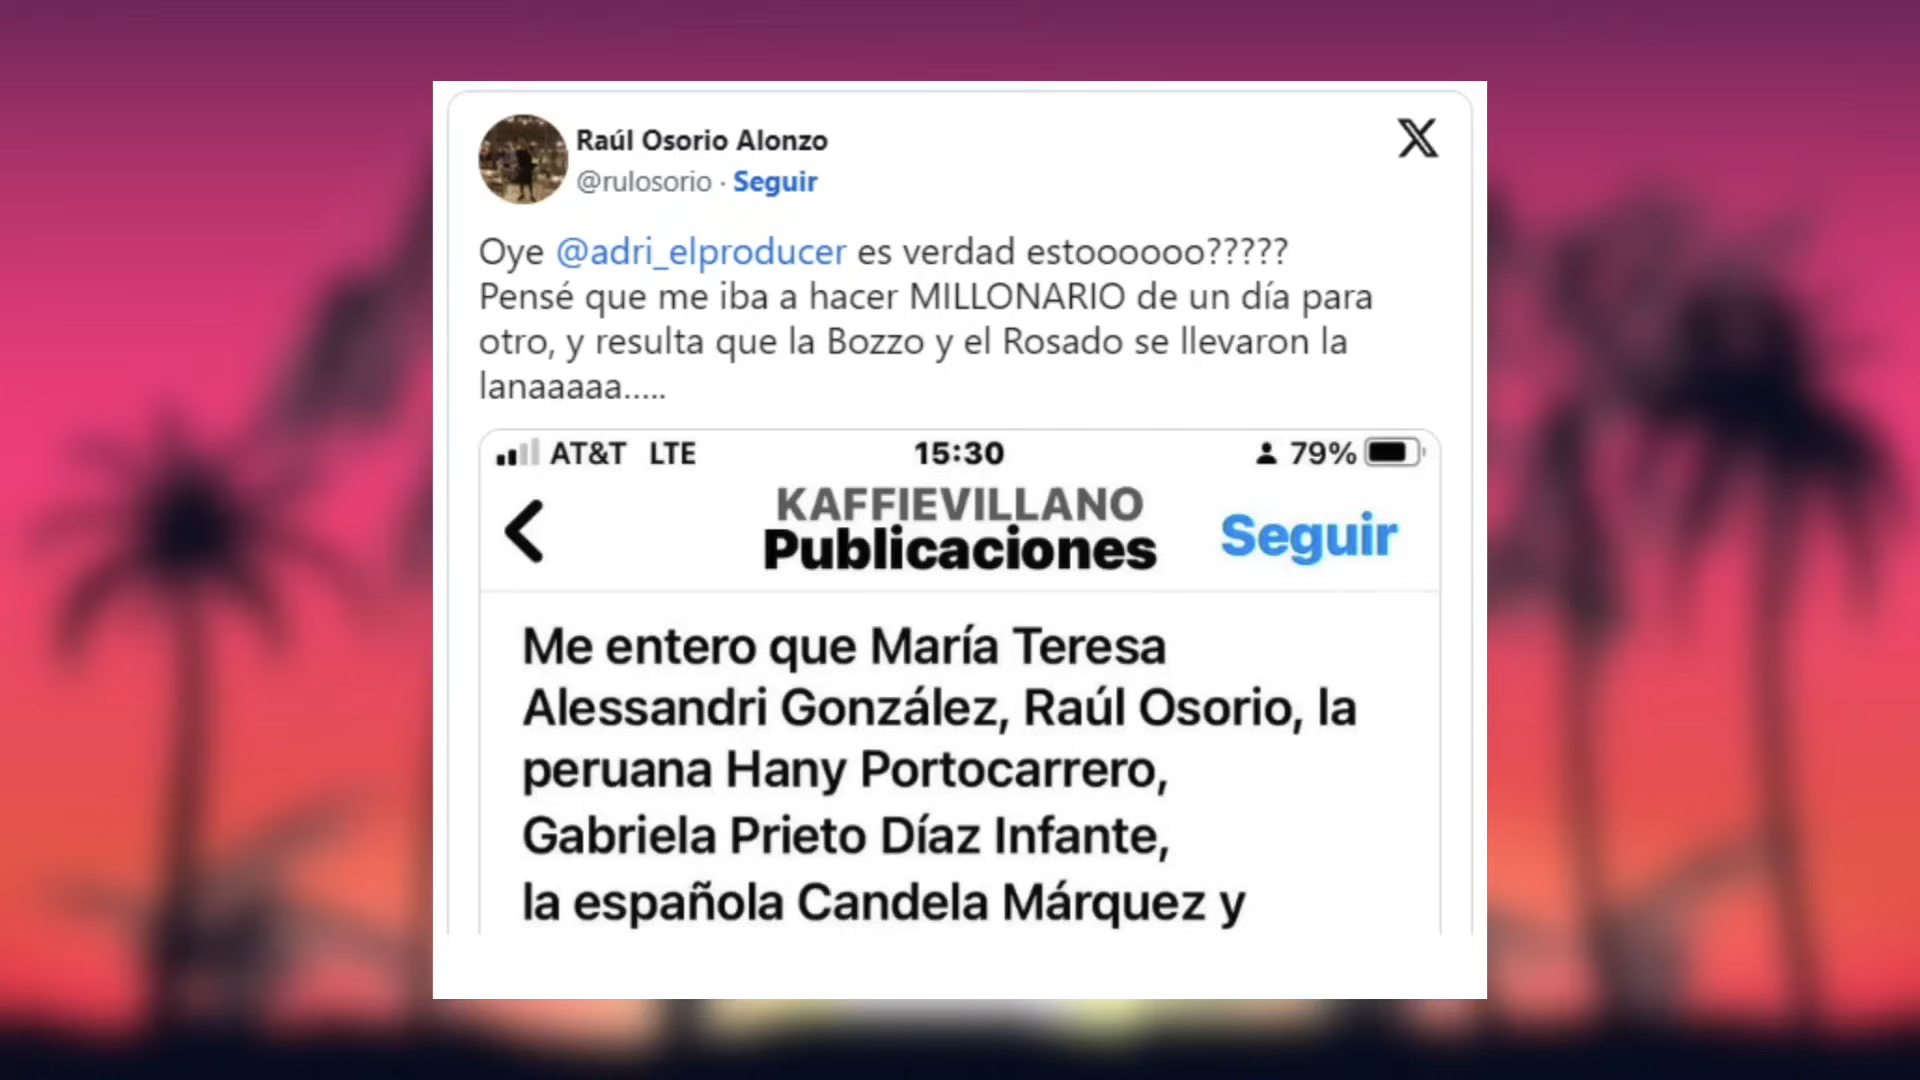 Raúl Osorio Alonzo
@rulosorio · Seguir
Oye @adri_elproducer es verdad estoooooo?????
Pensé que me iba a hacer MILLONARIO de un día para
otro, y resulta que la Bozzo y el Rosado se llevaron la
lanaaaaa.....
AT&T LTE 15:30 79%
KAFFIEVILLANO
Publicaciones
Seguir
Me entero que María Teresa
Alessandri González, Raúl Osorio, la
peruana Hany Portocarrero,
Gabriela Prieto Díaz Infante,
la española Candela Márquez y